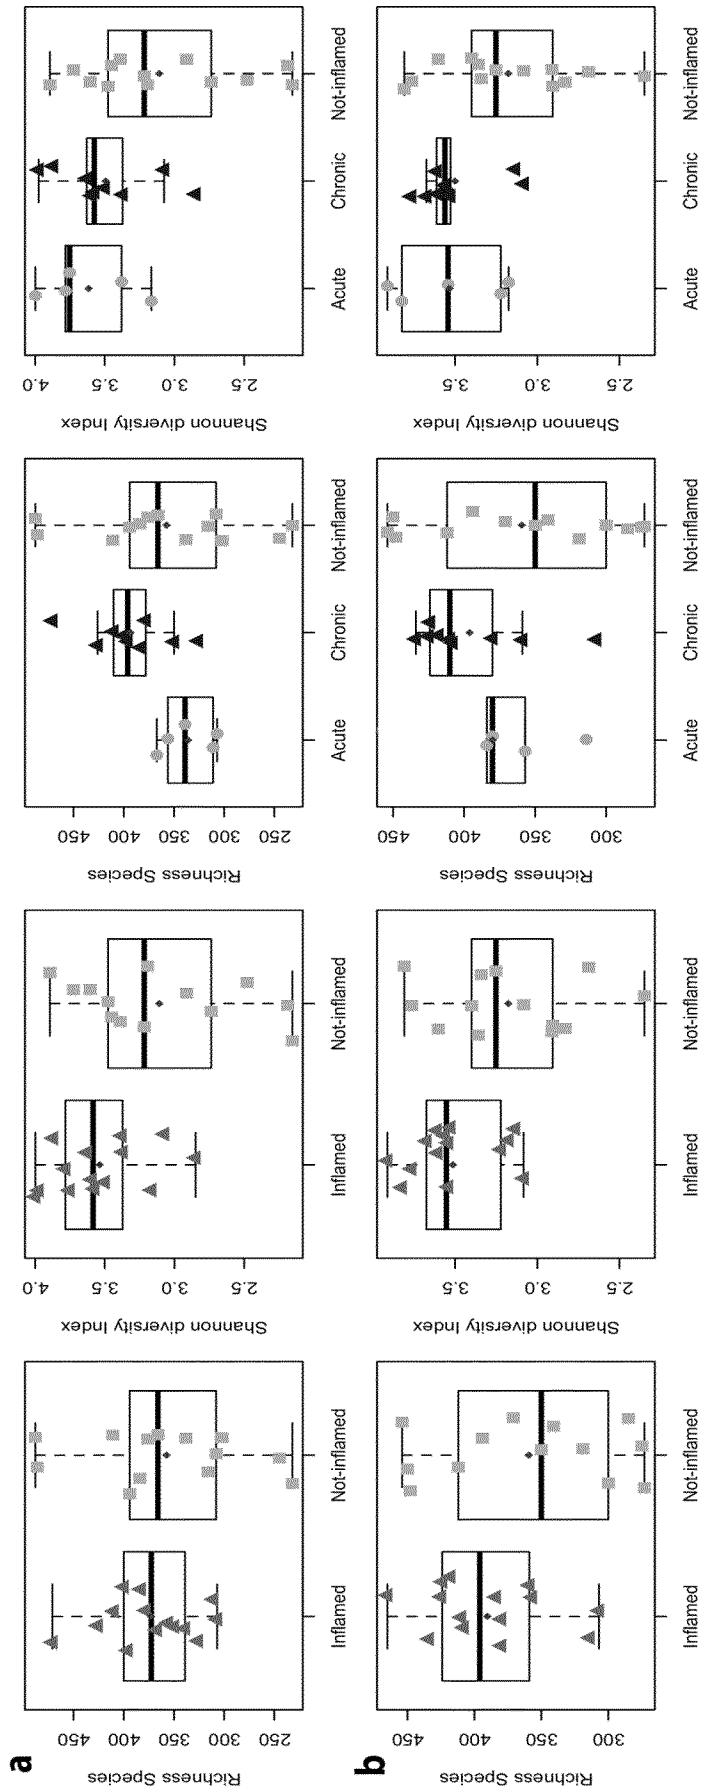 a
Richness Species
450
400
350
300
250
Inflamed
Not-inflamed
Shannon diversity Index
4.0
3.5
3.0
2.5
Inflamed
Not-inflamed
Richness Species
450
400
350
300
250
Acute
Chronic
Not-inflamed
Shannon diversity Index
4.0
3.5
3.0
2.5
Acute
Chronic
Not-inflamed
b
Richness Species
450
400
350
300
Inflamed
Not-inflamed
Shannon diversity Index
3.5
3.0
2.5
Inflamed
Not-inflamed
Richness Species
450
400
350
300
Acute
Chronic
Not-inflamed
Shannon diversity Index
3.5
3.0
2.5
Acute
Chronic
Not-inflamed